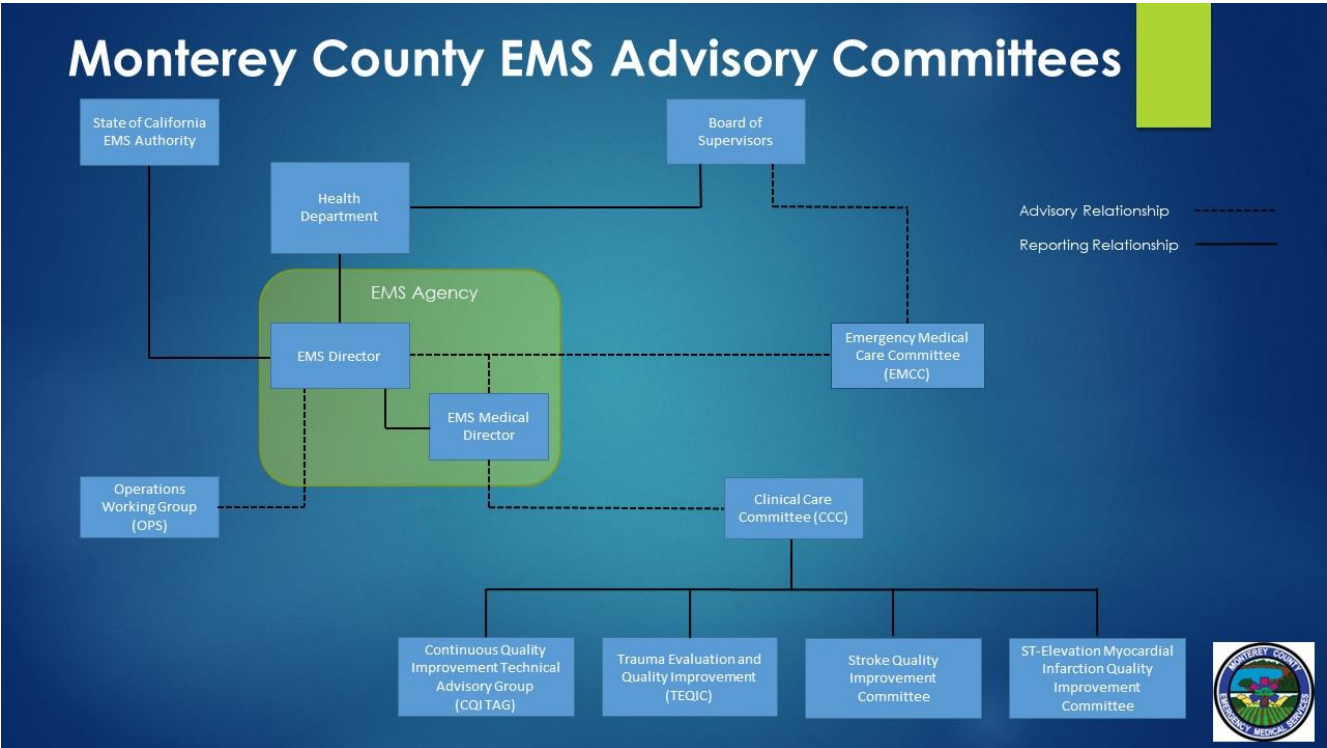 Monterey County EMS Advisory Committees
State of California
EMS Authority
Board of
Supervisors
Health
Department
Advisory Relationship
Reporting Relationship
EMS Agency
EMS Director
Emergency Medical
Care Committee
(EMCC)
EMS Medical
Director
Operations
Working Group
(OPS)
Clinical Care
Committee (CCC)
Continuous Quality
Improvement Technical
Advisory Group
(CQI TAG)
Trauma Evaluation and
Quality Improvement
(TEQIC)
Stroke Quality
Improvement
Committee
ST-Elevation Myocardial
Infarction Quality
Improvement
Committee
MONTEREY COUNTY
EMERGENCY MEDICAL SERVICES